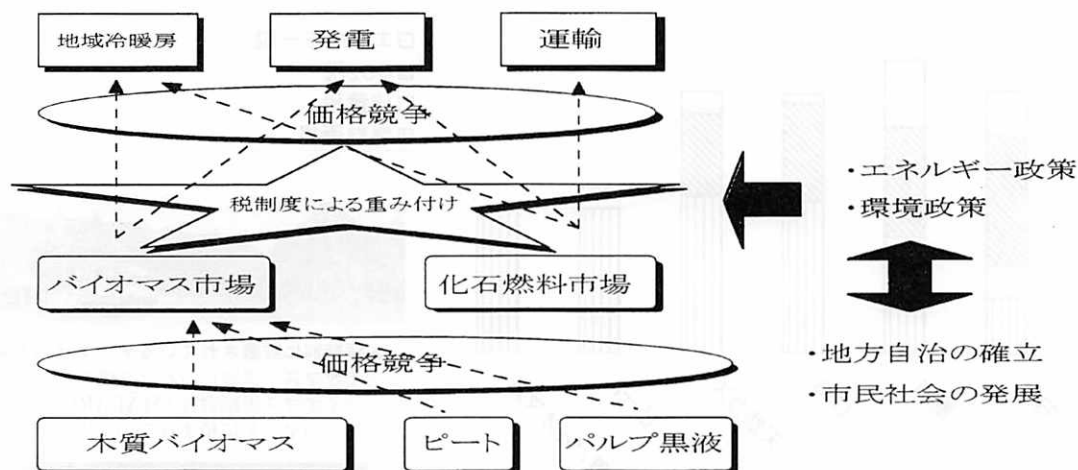 地域冷暖房
発電
運輸
価格競争
税制度による重み付け
・エネルギー政策
・環境政策
バイオマス市場
化石燃料市場
価格競争
・地方自治の確立
・市民社会の発展
木質バイオマス
ピート
パルプ黒液